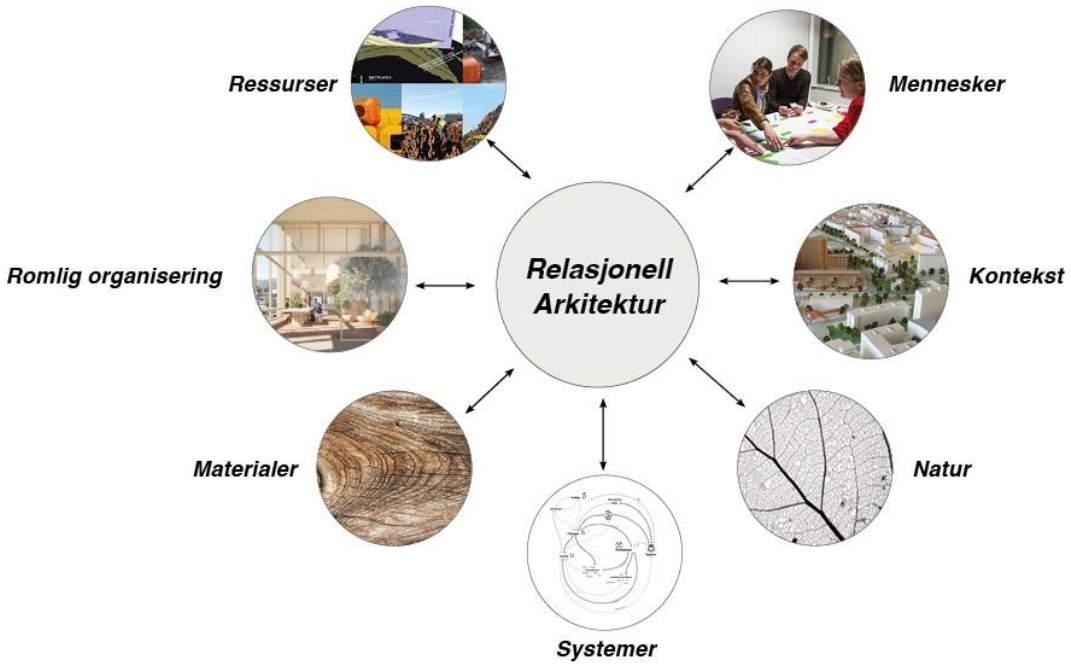 Ressurser
Mennesker
Romlig organisering
Relasjonell
Arkitektur
Kontekst
Materialer
Natur
Systemer